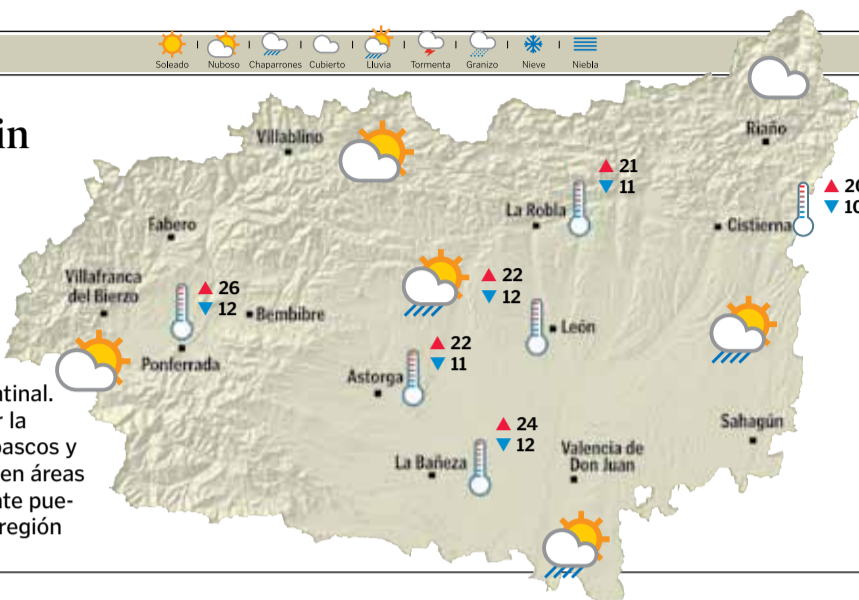 Soleado
Nuboso
Chaparrones
Cubierto
Lluvia
Tormenta
Granizo
Nieve
Niebla
in
Villablino
Riaño
21
11
La Robla
20
10
Cistierna
Fabero
Villafranca
del Bierzo
26
12
Bembibre
22
12
León
Ponferrada
22
11
Astorga
ntinal.
r la
bascos y
en áreas
nte pue-
región
24
12
La Bañeza
Valencia de
Don Juan
Sahagún